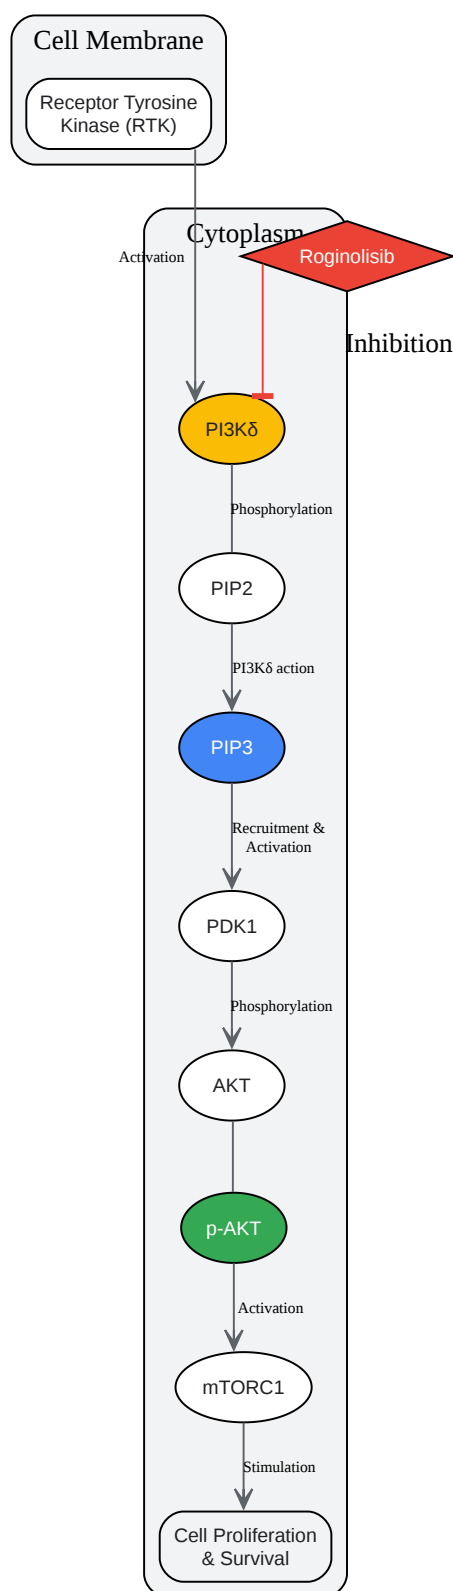 Cell Membrane
Receptor Tyrosine
Kinase (RTK)
Cytoplasm
Roginolisib
Activation
Inhibition
PI3Kδ
Phosphorylation
PIP2
PI3Kδ action
PIP3
Recruitment &
Activation
PDK1
Phosphorylation
AKT
p-AKT
Activation
mTORC1
Stimulation
Cell Proliferation
& Survival